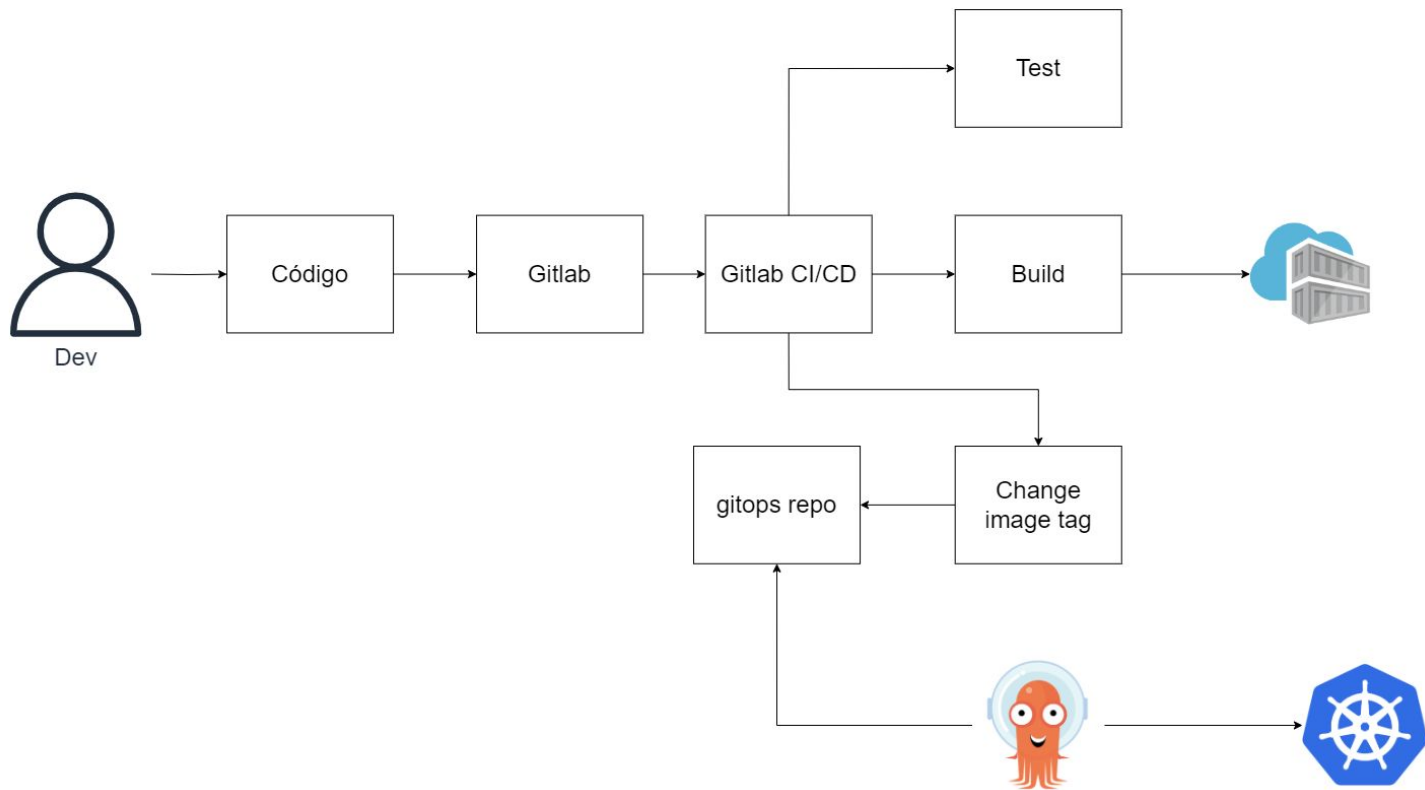 Test
Dev
Código
Gitlab
Gitlab CI/CD
Build
gitops repo
Change
image tag